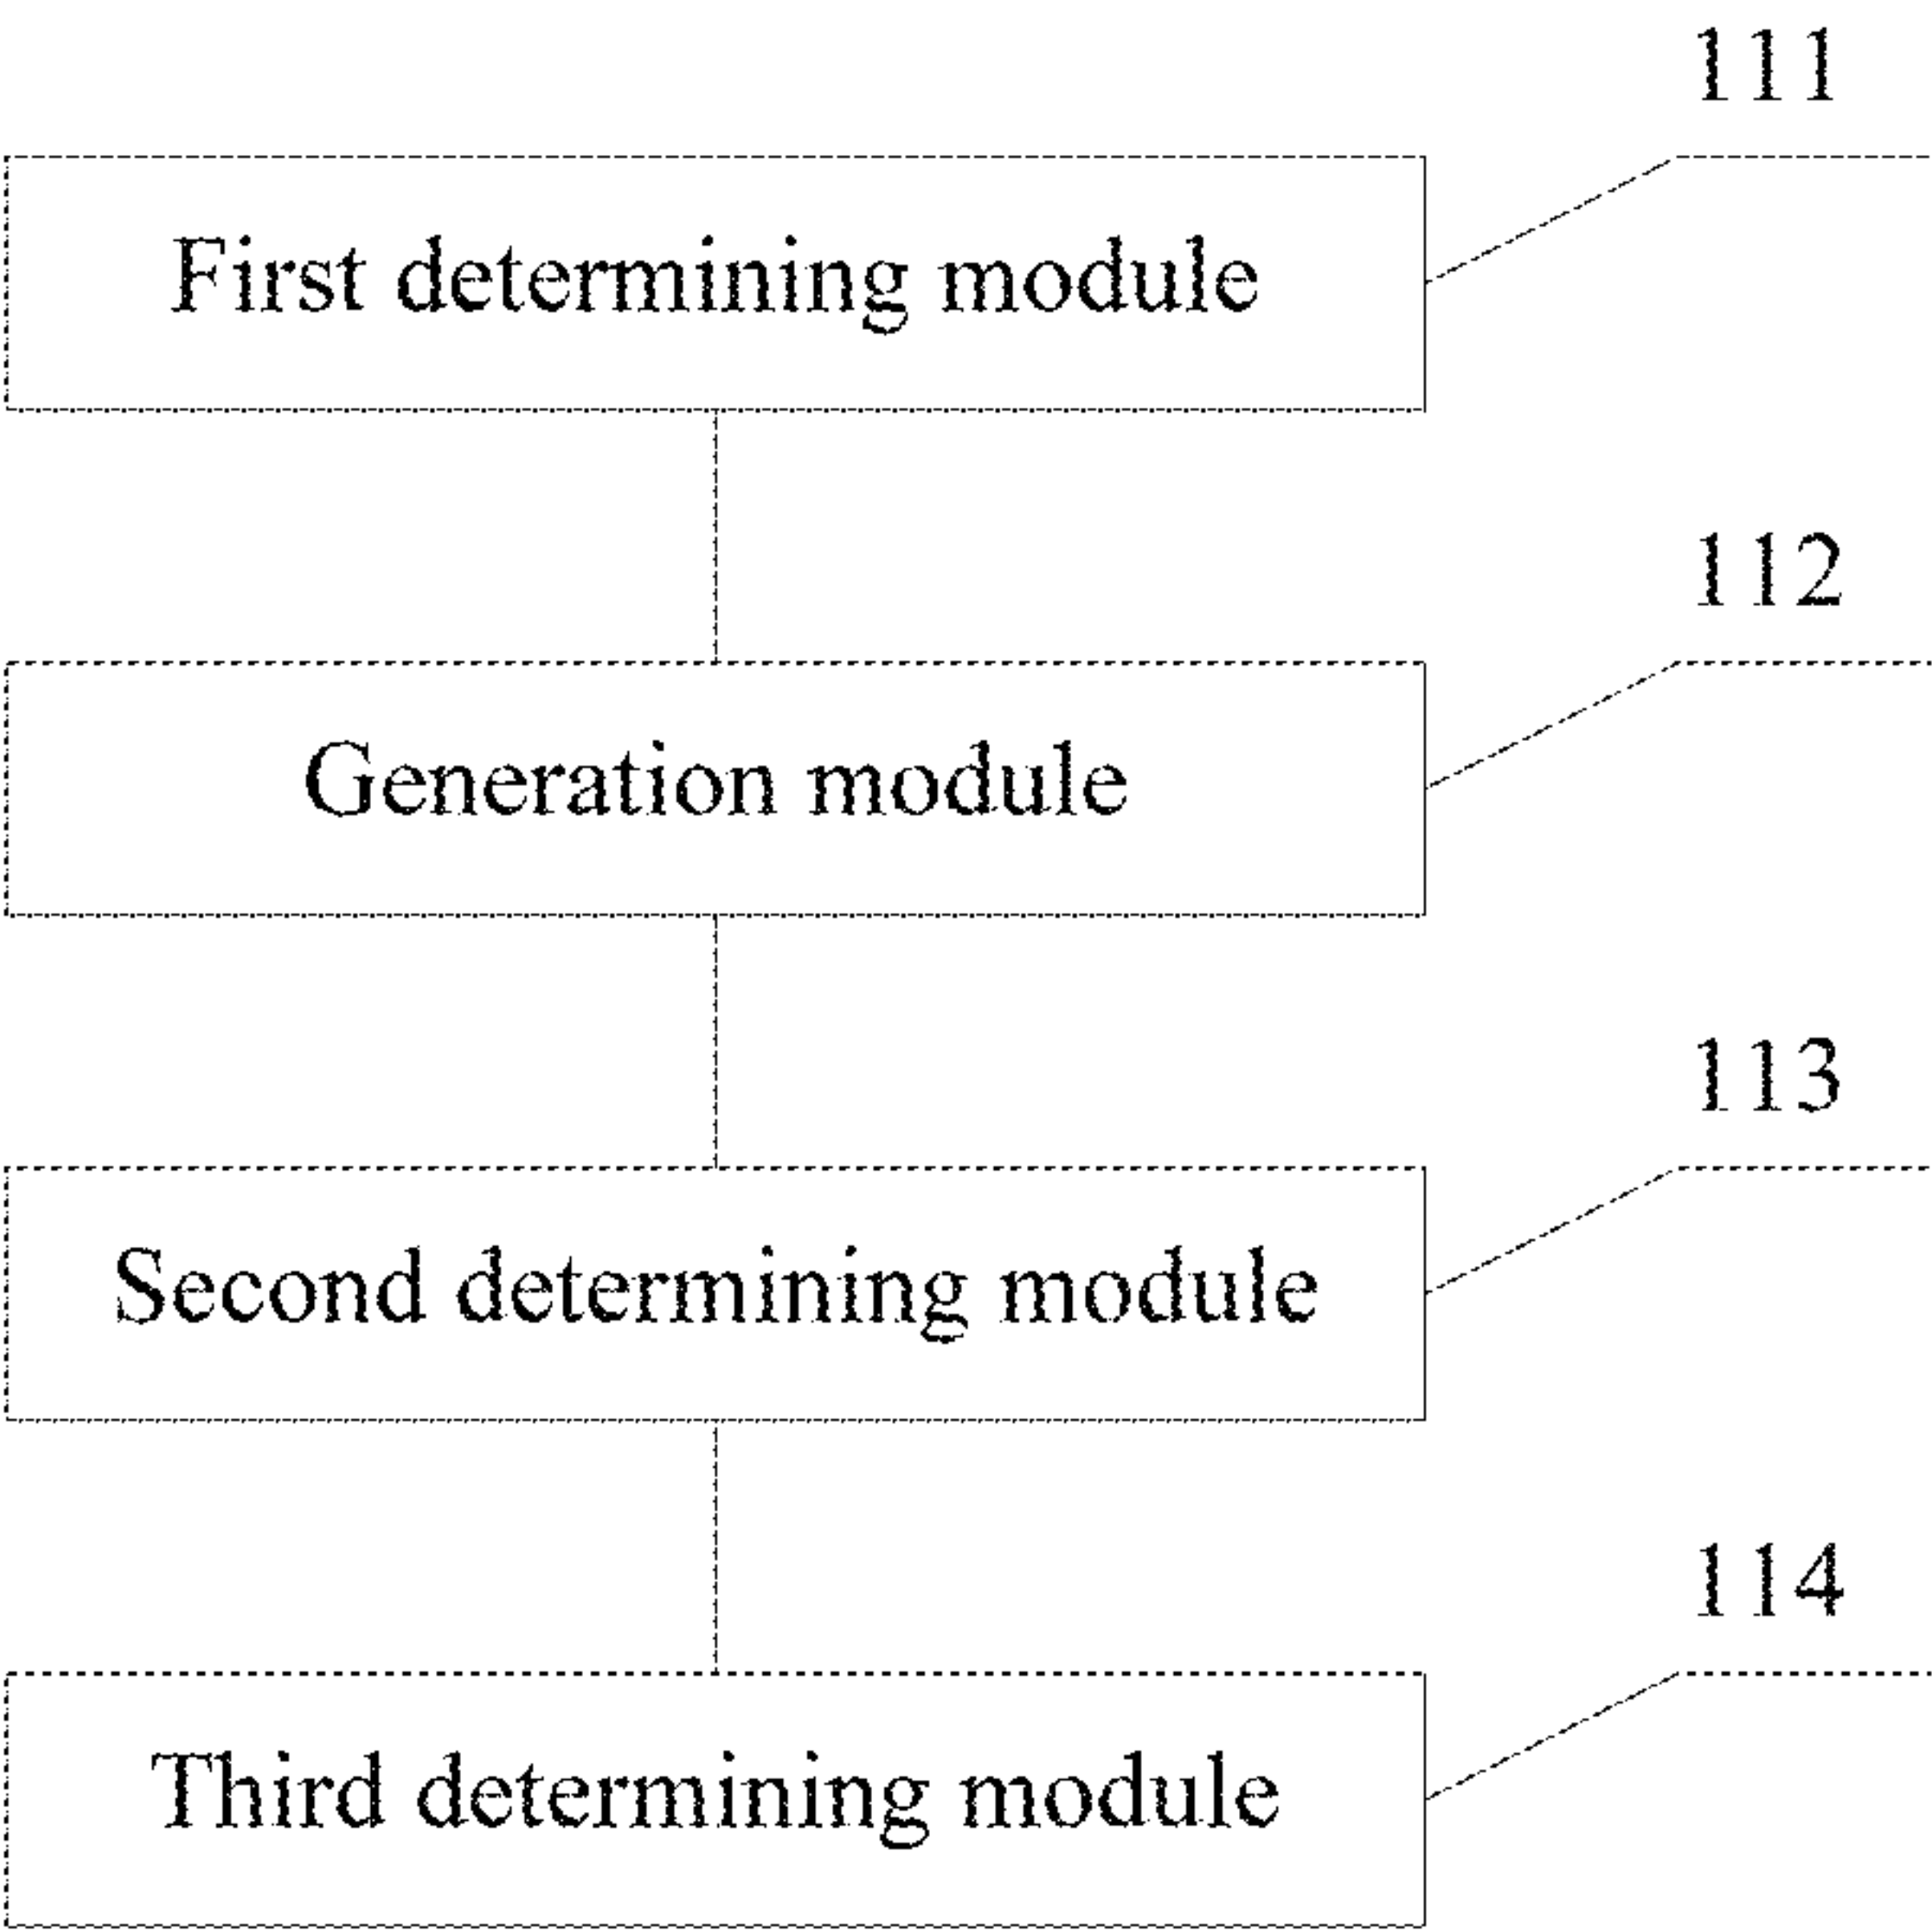 111
First determining module
112
Generation module
113
Second determining module
114
Third determining module